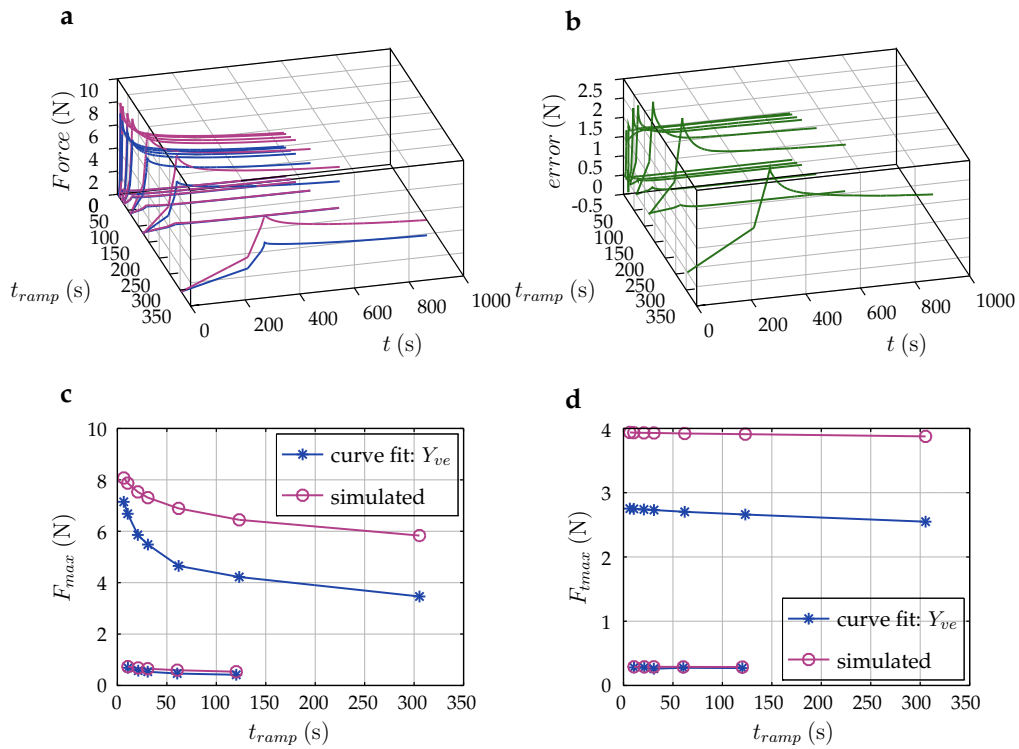 a
10
8
6
4
2
0
Force (N)
50
100
150
200
250
300
350
t_ramp (s)
0
200
400
600
800
1000
t (s)
b
2.5
2
1.5
1
0.5
0
-0.5
error (N)
50
100
150
200
250
300
350
t_ramp (s)
0
200
400
600
800
1000
t (s)
c
10
8
6
4
2
0
F_max (N)
curve fit: Y_ve
simulated
0 50 100 150 200 250 300 350
t_ramp (s)
d
4
3
2
1
0
F_tmax (N)
curve fit: Y_ve
simulated
0 50 100 150 200 250 300 350
t_ramp (s)